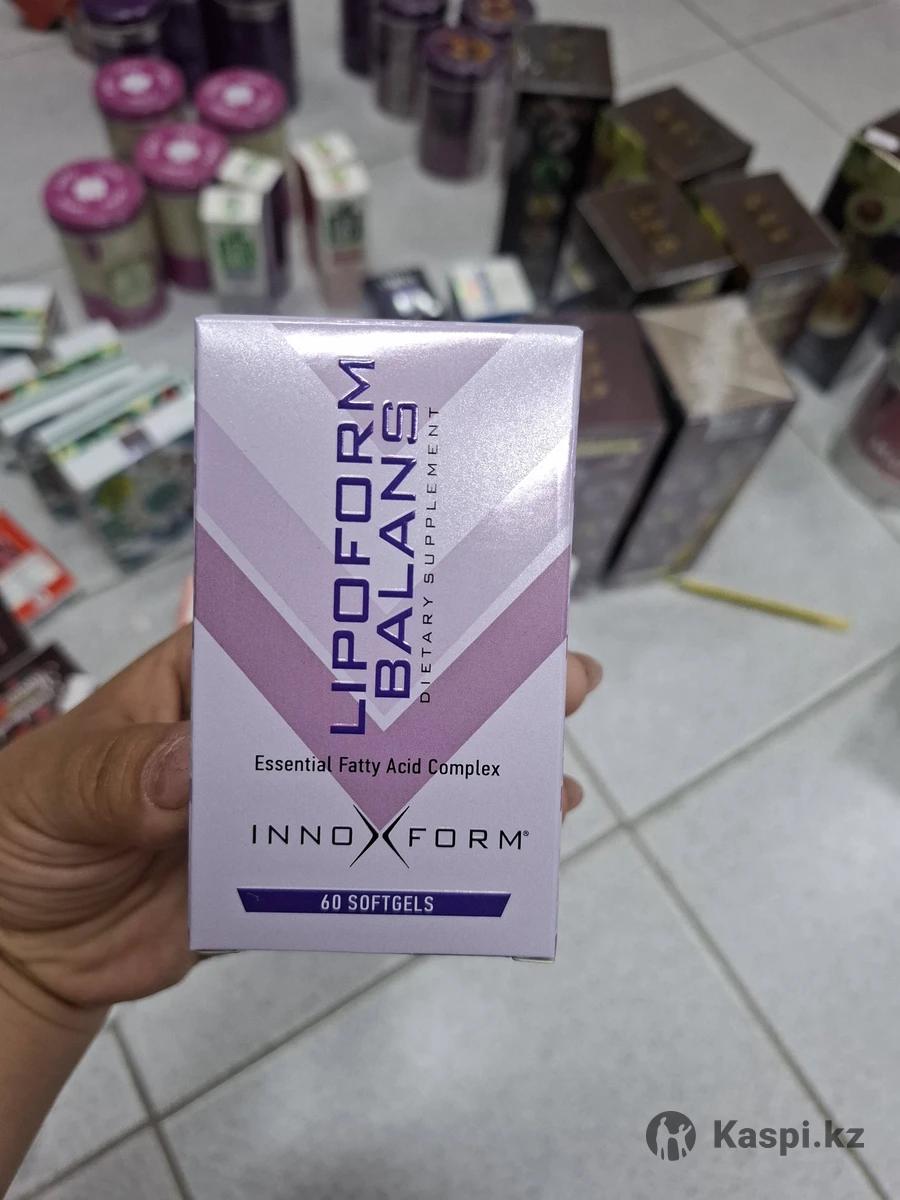 LIPOFORM
BALANS
DIETARY SUPPLEMENT
Essential Fatty Acid Complex
INNOXFORM®
60 SOFTGELS
Kaspi.kz